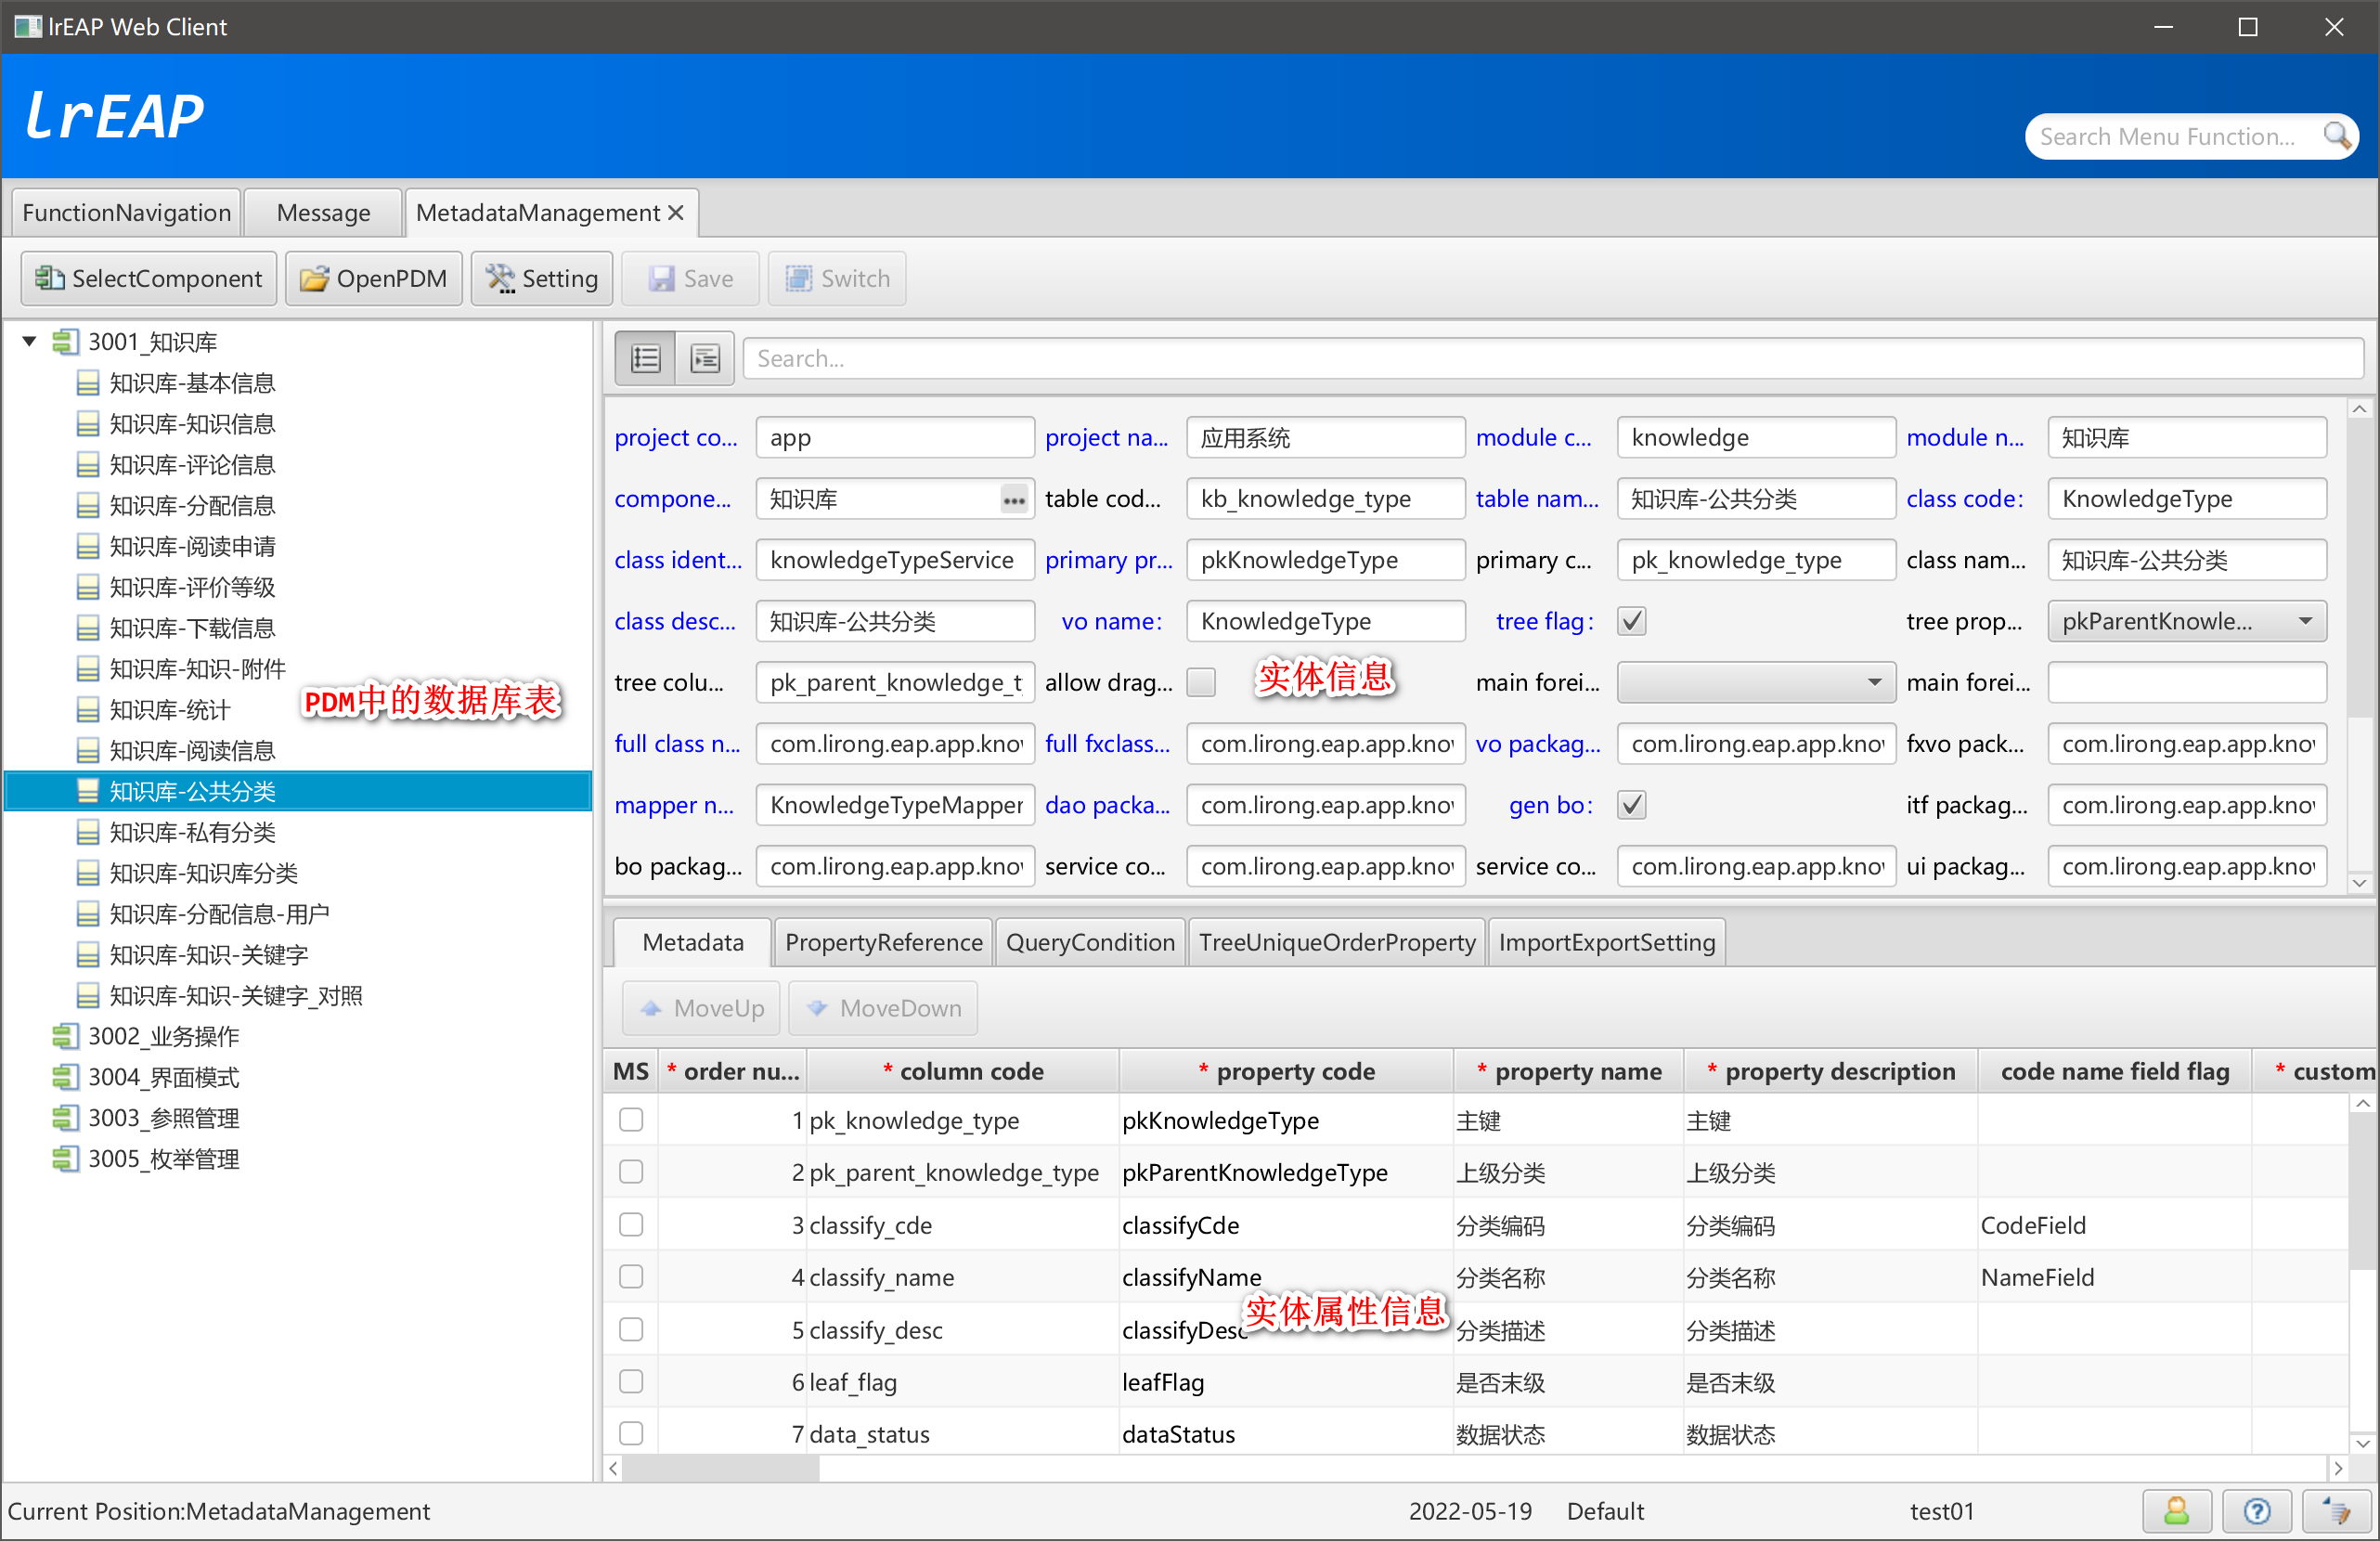 lrEAP Web Client
lrEAP
Search Menu Function...
FunctionNavigation Message MetadataManagement
SelectComponent OpenPDM Setting Save Switch
3001_知识库
知识库-基本信息
知识库-知识信息
知识库-评论信息
知识库-分配信息
知识库-阅读申请
知识库-评价等级
知识库-下载信息
知识库-知识-附件
知识库-统计
PDM中的数据库表
知识库-阅读信息
知识库-公共分类
知识库-私有分类
知识库-知识库分类
知识库-分配信息-用户
知识库-知识-关键字
知识库-知识-关键字_对照
3002_业务操作
3004_界面模式
3003_参照管理
3005_枚举管理
Search...
project co... app project na... 应用系统 module c... knowledge module n... 知识库
compone... 知识库 ... table cod... kb_knowledge_type table nam... 知识库-公共分类 class code: KnowledgeType
class ident... knowledgeTypeService primary pr... pkKnowledgeType primary c... pk_knowledge_type class nam... 知识库-公共分类
class desc... 知识库-公共分类 vo name: KnowledgeType tree flag: tree prop... pkParentKnowle...
tree colu... pk_parent_knowledge_t allow drag... 实体信息 main forei... main forei...
full class n... com.lirong.eap.app.kno full fxclass... com.lirong.eap.app.kno vo packag... com.lirong.eap.app.kno fxvo pack... com.lirong.eap.app.kno
mapper n... KnowledgeTypeMapper dao packa... com.lirong.eap.app.kno gen bo: itf packag... com.lirong.eap.app.kno
bo packag... com.lirong.eap.app.kno service co... com.lirong.eap.app.kno service co... com.lirong.eap.app.kno ui packag... com.lirong.eap.app.kno
Metadata PropertyReference QueryCondition TreeUniqueOrderProperty ImportExportSetting
MoveUp MoveDown
MS * order nu... * column code * property code * property name * property description code name field flag * custom
1 pk_knowledge_type pkKnowledgeType 主键 主键
2 pk_parent_knowledge_type pkParentKnowledgeType 上级分类 上级分类
3 classify_cde classifyCde 分类编码 分类编码 CodeField
4 classify_name classifyName 分类名称 分类名称 NameField
实体属性信息
5 classify_desc classifyDesc 分类描述 分类描述
6 leaf_flag leafFlag 是否末级 是否末级
7 data_status dataStatus 数据状态 数据状态
Current Position:MetadataManagement 2022-05-19 Default test01